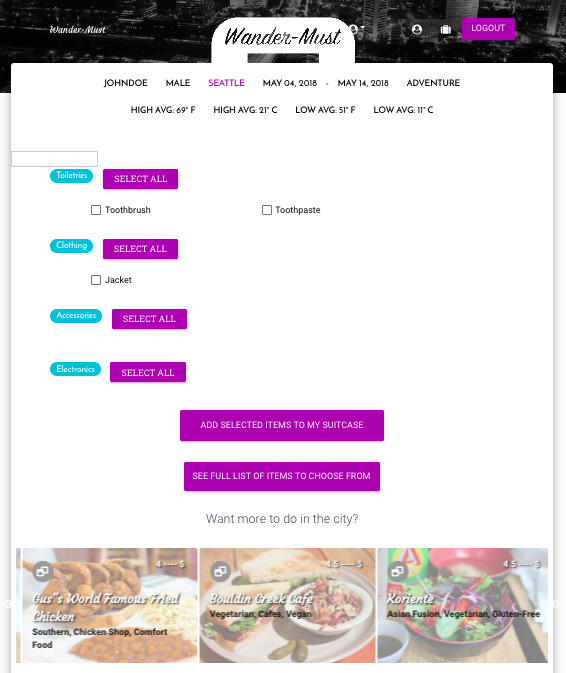 Wander-Must
Wander-Must
LOGOUT
JOHNDOE MALE SEATTLE MAY 04, 2018 - MAY 14, 2018 ADVENTURE
HIGH AVG: 69° F HIGH AVG: 21° C LOW AVG: 51° F LOW AVG: 11° C
Toiletries SELECT ALL
Toothbrush Toothpaste
Clothing SELECT ALL
Jacket
Accessories SELECT ALL
Electronics SELECT ALL
ADD SELECTED ITEMS TO MY SUITCASE
SEE FULL LIST OF ITEMS TO CHOOSE FROM
Want more to do in the city?
4 ---- $
Gus''s World Famous Fried
Chicken
Southern, Chicken Shop, Comfort
Food
4.5 ---- $
Bouldin Creek Cafe
Vegetarian, Cafes, Vegan
4.5 ---- $
Koriente
Asian Fusion, Vegetarian, Gluten-Free